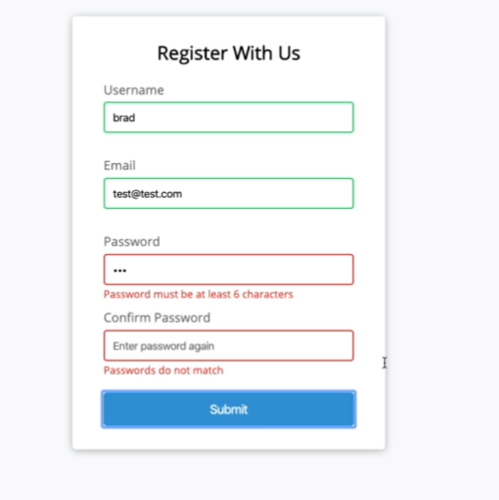 Register With Us
Username
brad
Email
test@test.com
Password
•••
Password must be at least 6 characters
Confirm Password
Enter password again
Passwords do not match
Submit